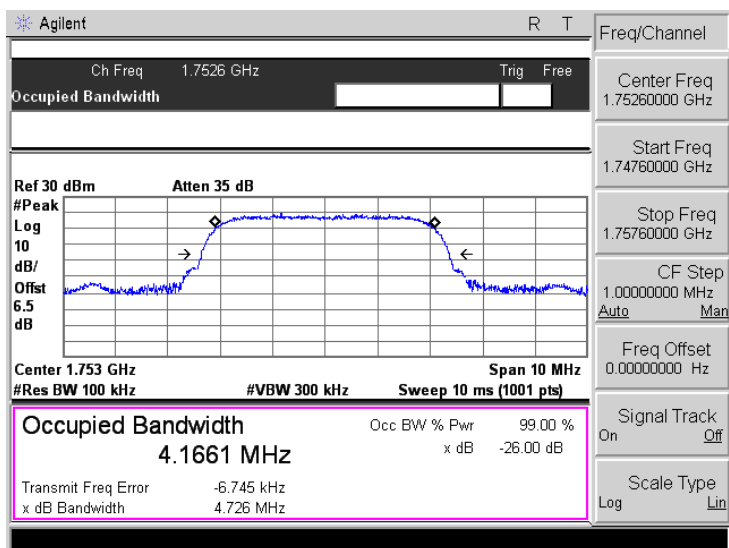 Agilent R T
Ch Freq 1.7526 GHz Trig Free
Occupied Bandwidth
Ref 30 dBm Atten 35 dB
#Peak
Log
10
dB/
Offst
6.5
dB
Center 1.753 GHz Span 10 MHz
#Res BW 100 kHz #VBW 300 kHz Sweep 10 ms (1001 pts)
Occupied Bandwidth
4.1661 MHz
Occ BW % Pwr 99.00 %
x dB -26.00 dB
Transmit Freq Error -6.745 kHz
x dB Bandwidth 4.726 MHz
Freq/Channel
Center Freq
1.75260000 GHz
Start Freq
1.74760000 GHz
Stop Freq
1.75760000 GHz
CF Step
1.00000000 MHz
Auto Man
Freq Offset
0.00000000 Hz
Signal Track
On Off
Scale Type
Log Lin